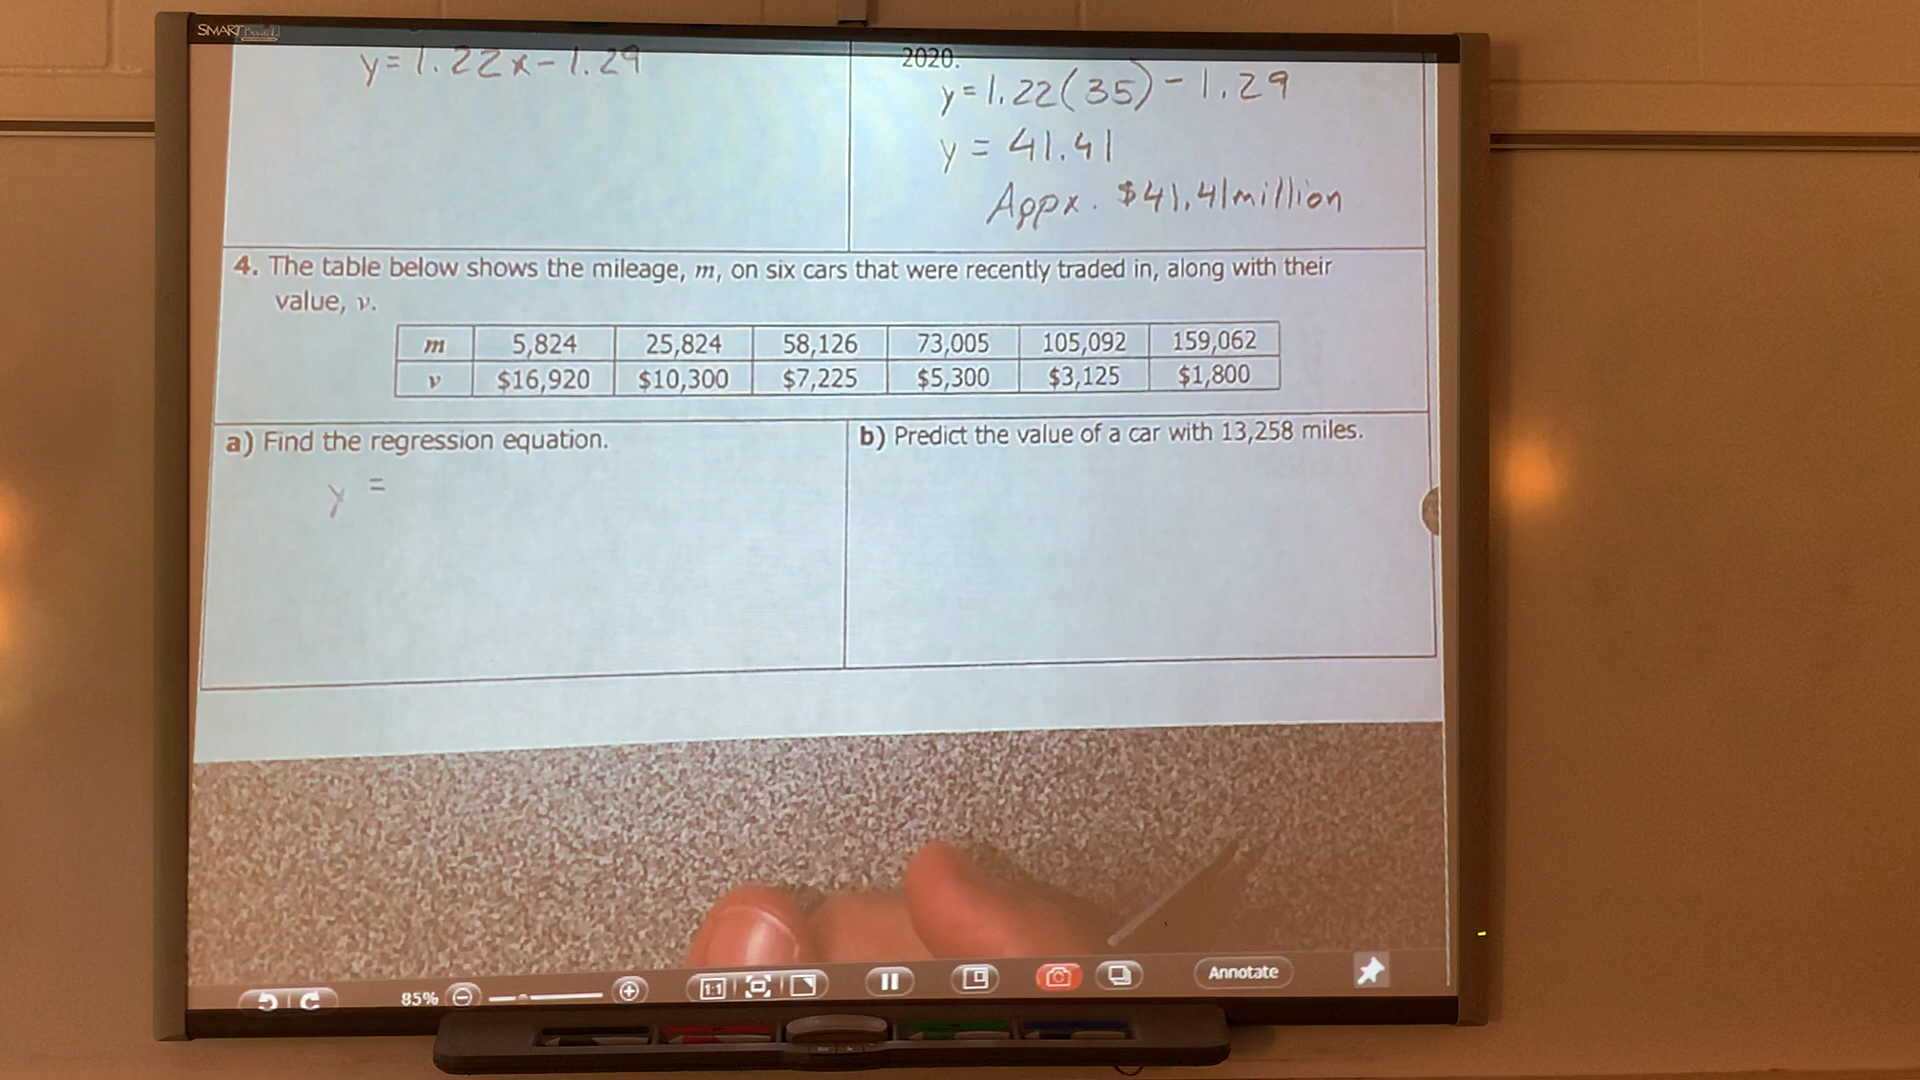 SMART Board
y=1.22x-1.29
2020.
y=1.22(35)-1.29
y=41.41
Appx. $41.41million
4. The table below shows the mileage, m, on six cars that were recently traded in, along with their
value, v.
m 5,824 25,824 58,126 73,005 105,092 159,062
v $16,920 $10,300 $7,225 $5,300 $3,125 $1,800
a) Find the regression equation.
y =
b) Predict the value of a car with 13,258 miles.
85%
1:1
Annotate